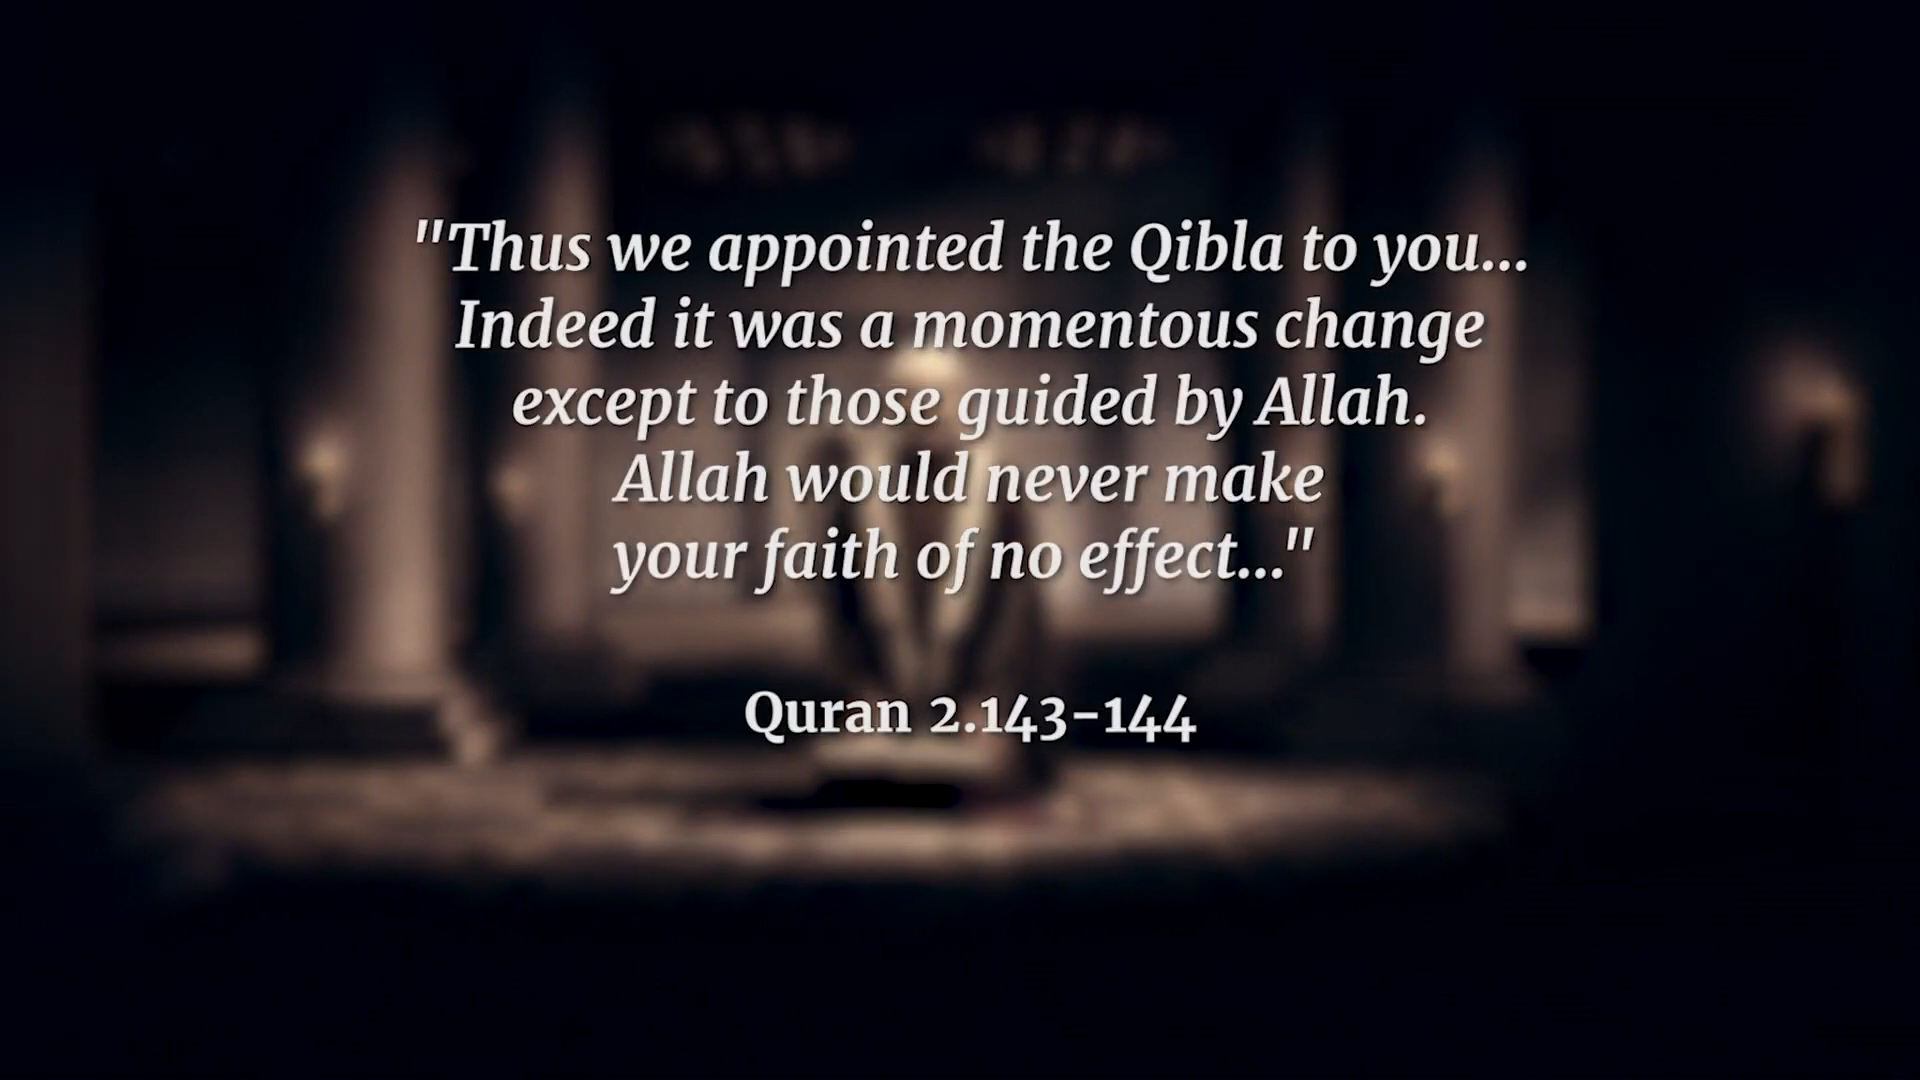 "Thus we appointed the Qibla to you...
Indeed it was a momentous change
except to those guided by Allah.
Allah would never make
your faith of no effect..."
Quran 2.143-144